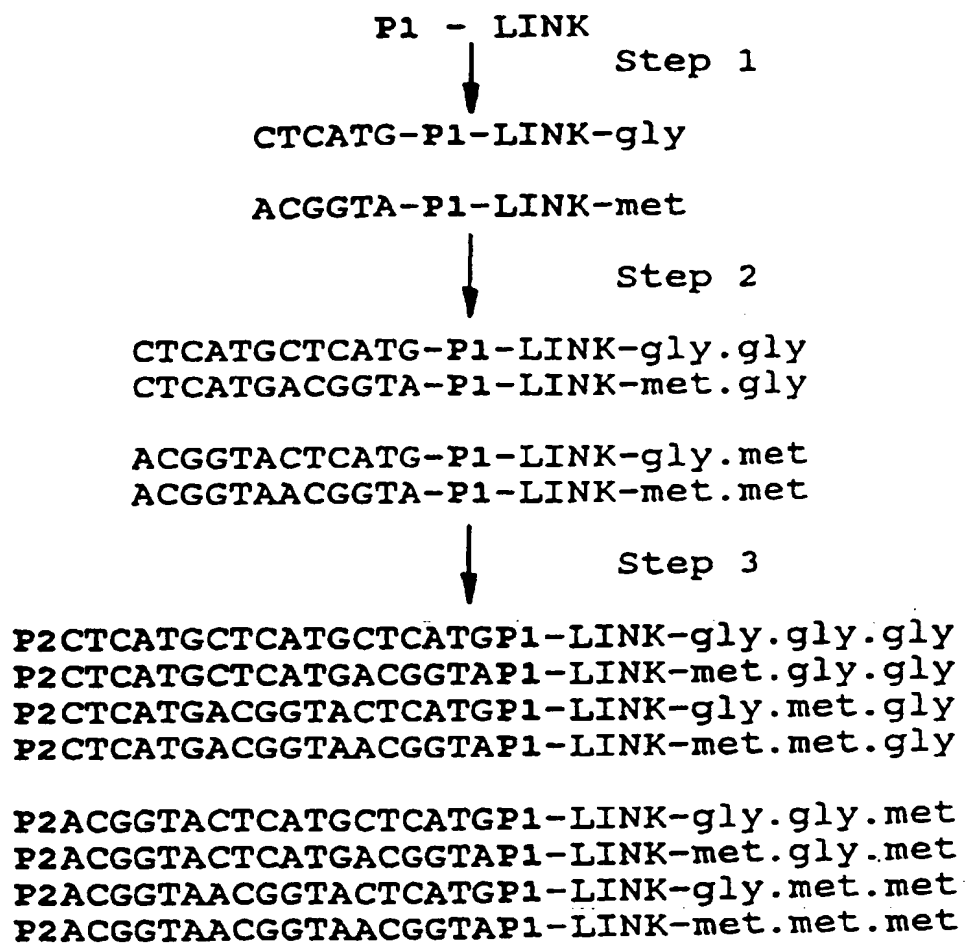 P1 - LINK
Step 1
CTCATG-P1-LINK-gly
ACGGTA-P1-LINK-met
Step 2
CTCATGCTCATG-P1-LINK-gly.gly
CTCATGACGGTA-P1-LINK-met.gly
ACGGTACTCATG-P1-LINK-gly.met
ACGGTAACGGTA-P1-LINK-met.met
Step 3
P2CTCATGCTCATGCTCATGP1-LINK-gly.gly.gly
P2CTCATGCTCATGACGGTAP1-LINK-met.gly.gly
P2CTCATGACGGTACTCATGP1-LINK-gly.met.gly
P2CTCATGACGGTAACGGTAP1-LINK-met.met.gly
P2ACGGTACTCATGCTCATGP1-LINK-gly.gly.met
P2ACGGTACTCATGACGGTAP1-LINK-met.gly.met
P2ACGGTAACGGTACTCATGP1-LINK-gly.met.met
P2ACGGTAACGGTAACGGTAP1-LINK-met.met.met